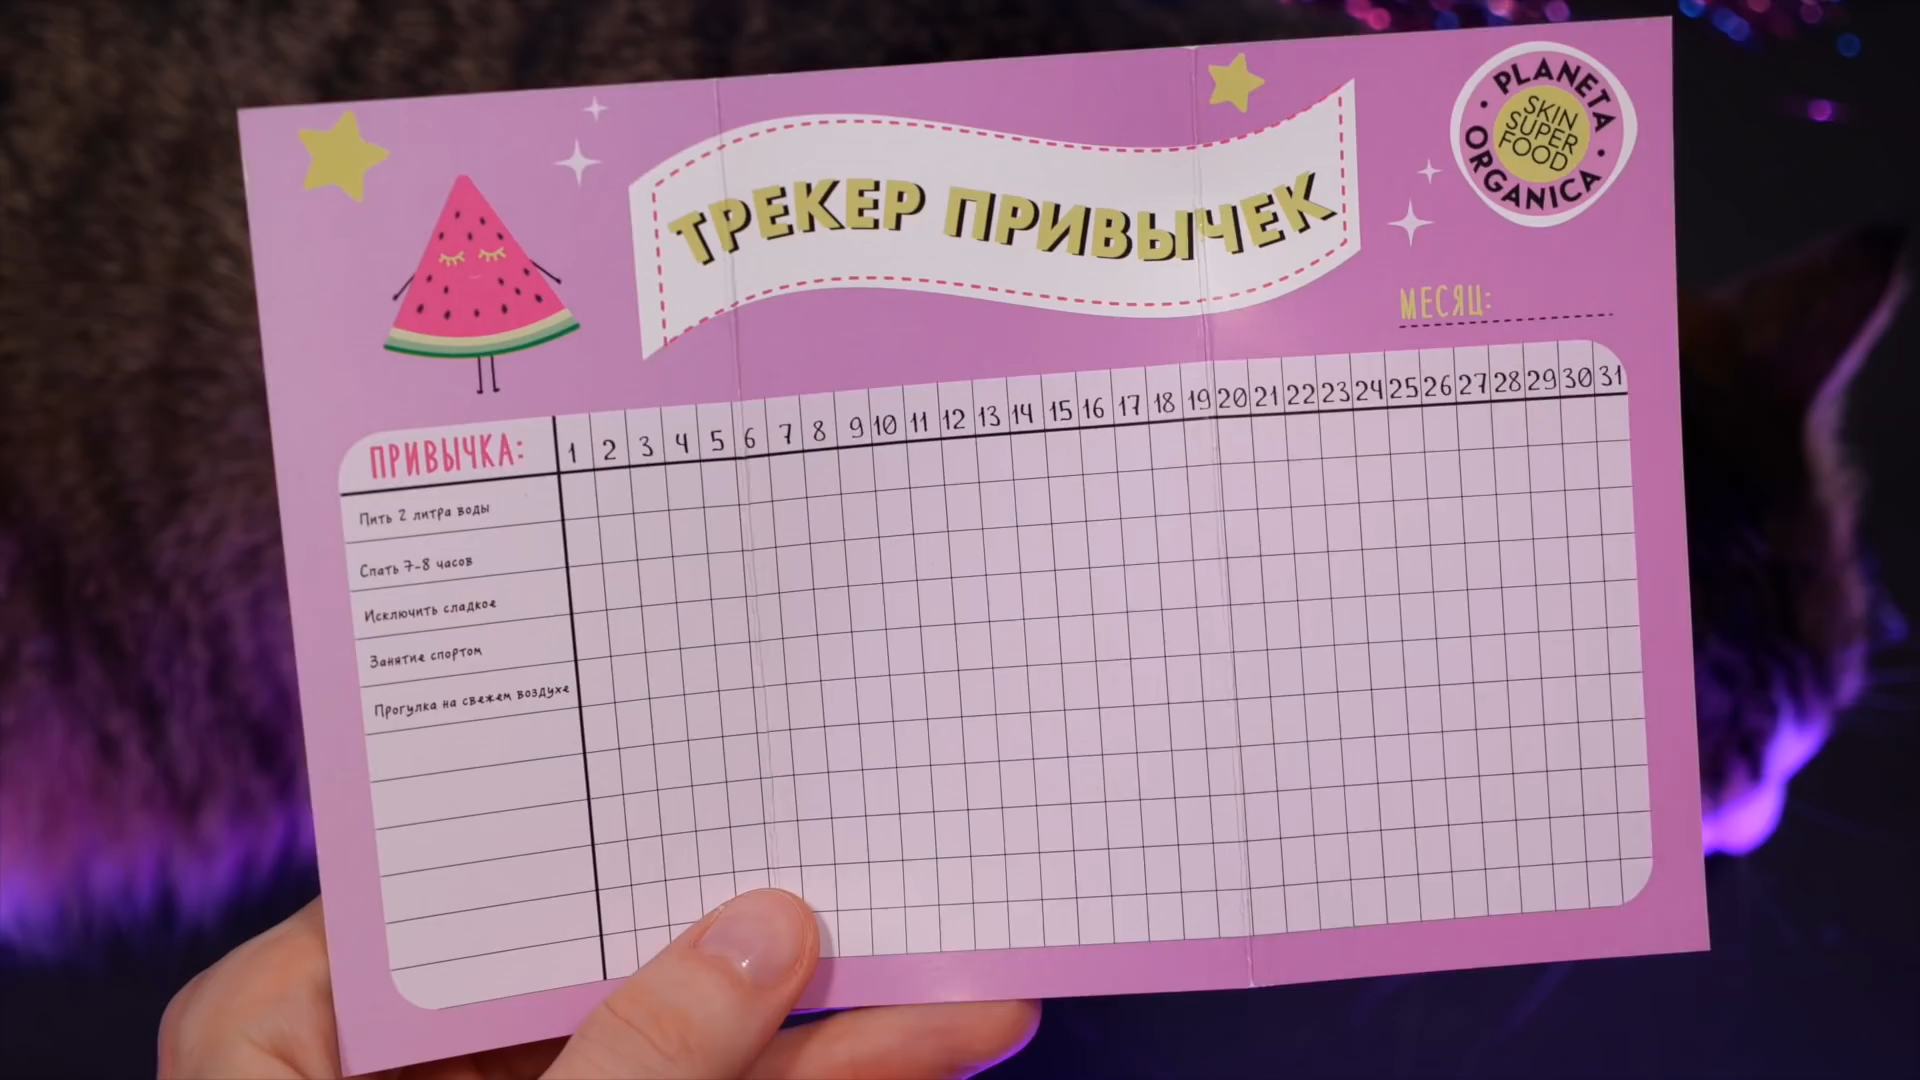 ТРЕКЕР ПРИВЫЧЕК
PLANETA ORGANICA
SKIN
SUPER
FOOD
МЕСЯЦ:
ПРИВЫЧКА: 1 2 3 4 5 6 7 8 9 10 11 12 13 14 15 16 17 18 19 20 21 22 23 24 25 26 27 28 29 30 31
Пить 2 литра воды
Спать 7-8 часов
Исключить сладкое
Занятие спортом
Прогулка на свежем воздухе